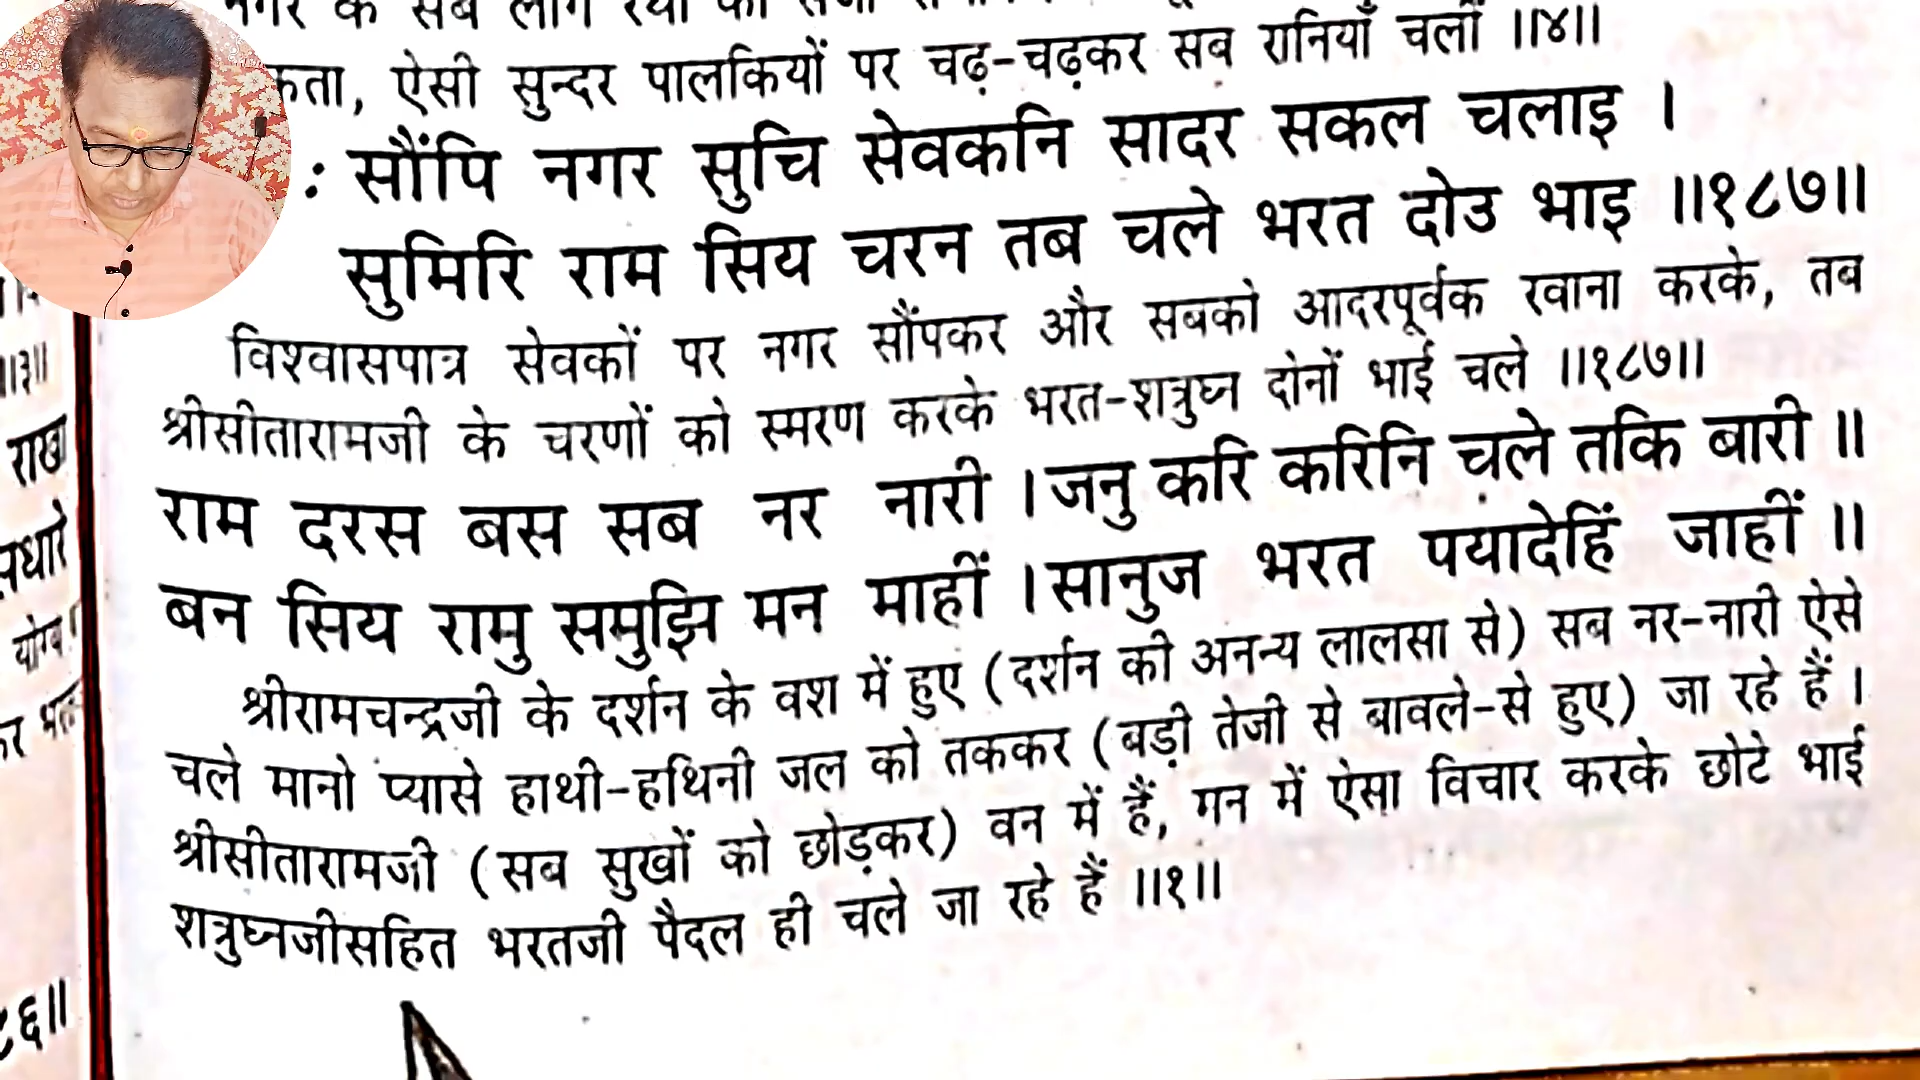 नगर के सब लोग रथों को सजा
कता, ऐसी सुन्दर पालकियों पर चढ़-चढ़कर सब रानियाँ चलीं ॥४॥
: सौंपि नगर सुचि सेवकनि सादर सकल चलाइ ।
सुमिरि राम सिय चरन तब चले भरत दोउ भाइ ॥१८७॥
विश्वासपात्र सेवकों पर नगर सौंपकर और सबको आदरपूर्वक रवाना करके, तब
श्रीसीतारामजी के चरणों को स्मरण करके भरत-शत्रुघ्न दोनों भाई चले ॥१८७॥
राम दरस बस सब नर नारी । जनु करि करिनि चले तकि बारी ॥
बन सिय रामु समुझि मन माहीं । सानुज भरत पयादेहिं जाहीं ॥
श्रीरामचन्द्रजी के दर्शन के वश में हुए (दर्शन की अनन्य लालसा से) सब नर-नारी ऐसे
चले मानो प्यासे हाथी-हथिनी जल को तककर (बड़ी तेजी से बावले-से हुए) जा रहे हैं ।
श्रीसीतारामजी (सब सुखों को छोड़कर) वन में हैं, मन में ऐसा विचार करके छोटे भाई
शत्रुघ्नजीसहित भरतजी पैदल ही चले जा रहे हैं ॥१॥
॥३॥
राखा
पधारे
योग्य
८६॥